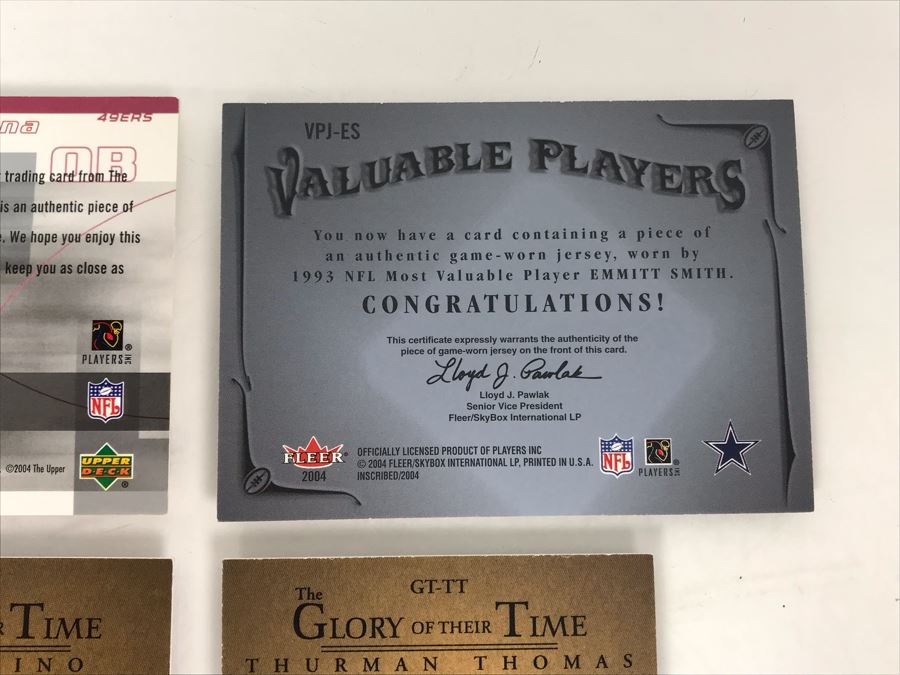 na
49ERS
QB
trading card from The
is an authentic piece of
. We hope you enjoy this
keep you as close as
PLAYERS INC ®
NFL
©2004 The Upper
UPPER DECK ®
VPJ-ES
VALUABLE PLAYERS
You now have a card containing a piece of
an authentic game-worn jersey, worn by
1993 NFL Most Valuable Player EMMITT SMITH.
CONGRATULATIONS!
This certificate expressly warrants the authenticity of the
piece of game-worn jersey on the front of this card.
Lloyd J. Pawlak
Lloyd J. Pawlak
Senior Vice President
Fleer/SkyBox International LP
FLEER ®
2004
OFFICIALLY LICENSED PRODUCT OF PLAYERS INC
© 2004 FLEER/SKYBOX INTERNATIONAL LP, PRINTED IN U.S.A.
INSCRIBED/2004
NFL
PLAYERS INC ®
R TIME
INO
GT-TT
The
GLORY OF THEIR TIME
THURMAN THOMAS